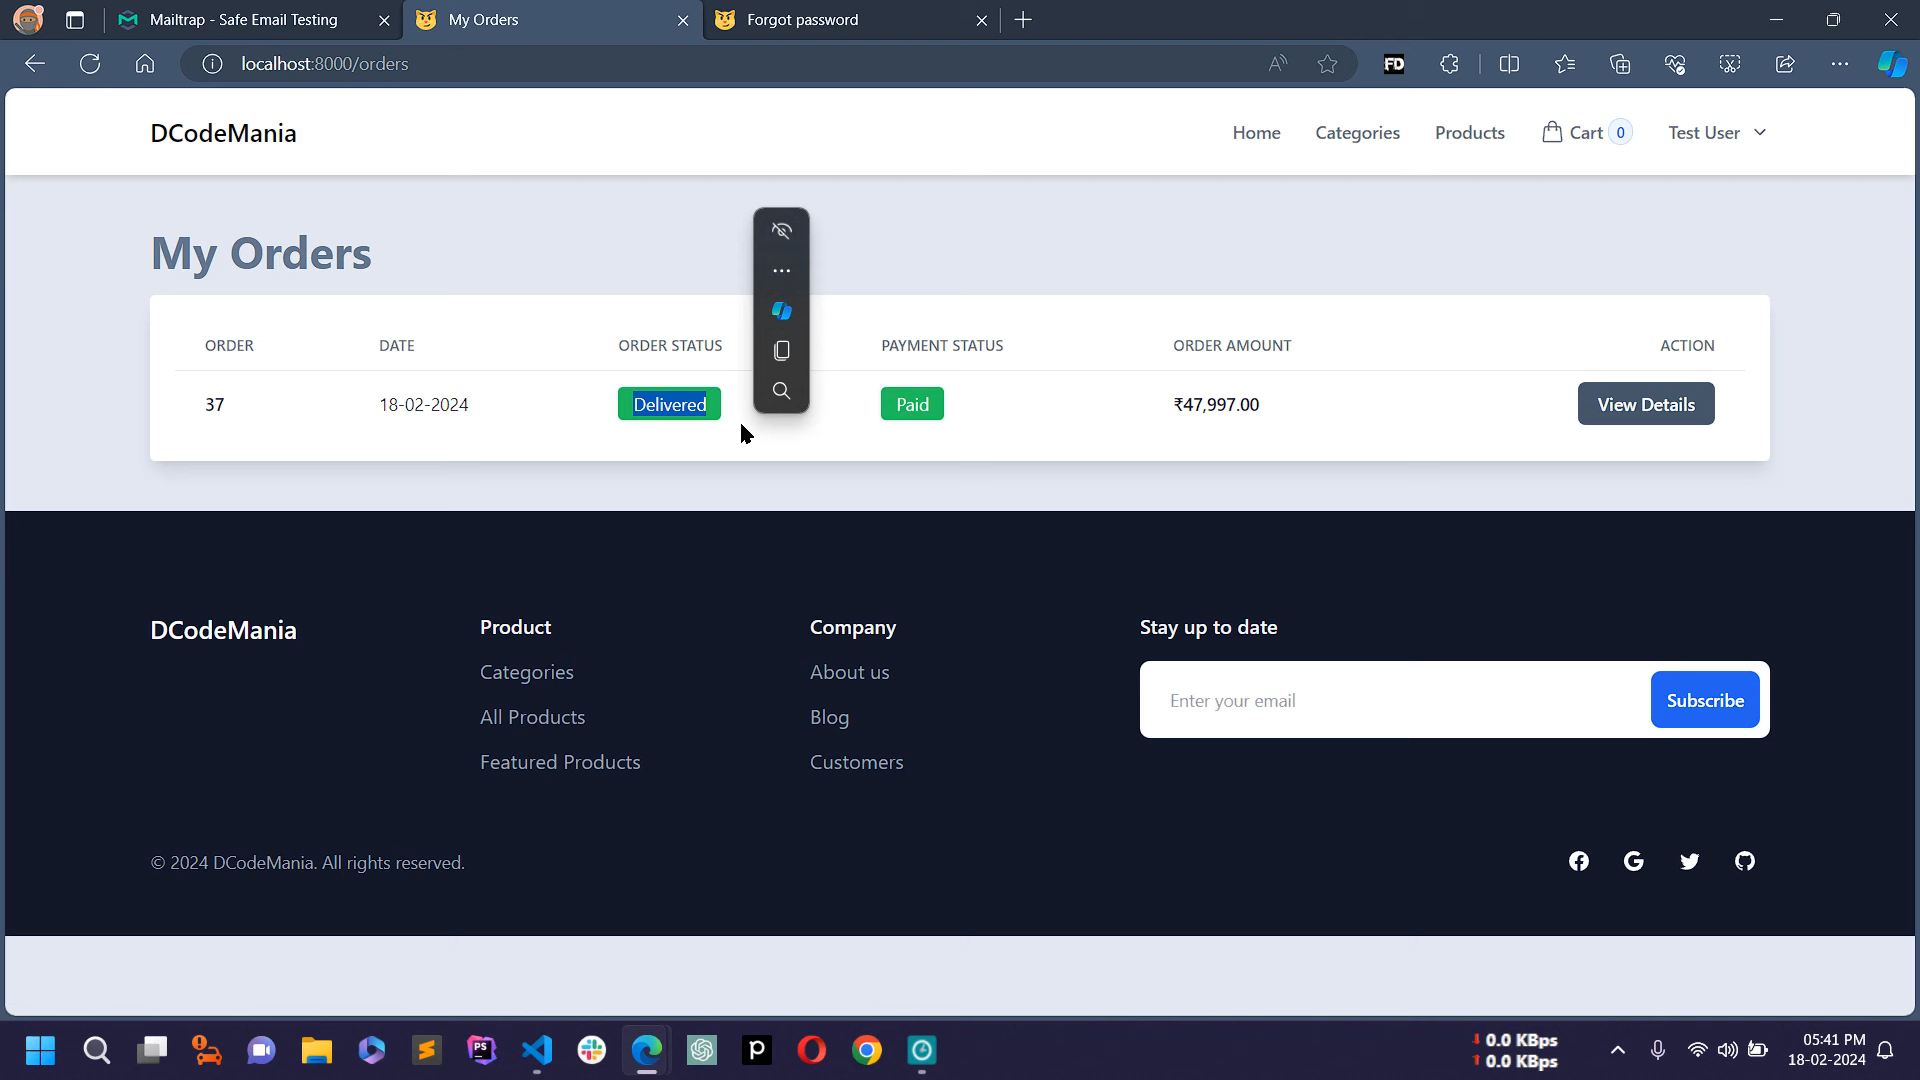 Mailtrap - Safe Email Testing
My Orders
Forgot password
localhost:8000/orders
FD
DCodeMania
Home
Categories
Products
Cart 0
Test User
My Orders
ORDER DATE ORDER STATUS PAYMENT STATUS ORDER AMOUNT ACTION
37 18-02-2024 Delivered Paid ₹47,997.00 View Details
DCodeMania
Product
Categories
All Products
Featured Products
Company
About us
Blog
Customers
Stay up to date
Enter your email
Subscribe
© 2024 DCodeMania. All rights reserved.
PS
0.0 KBps
0.0 KBps
05:41 PM
18-02-2024